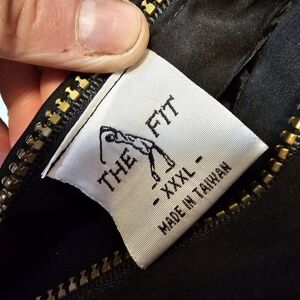 THE FIT
- XXXL -
MADE IN TAIWAN